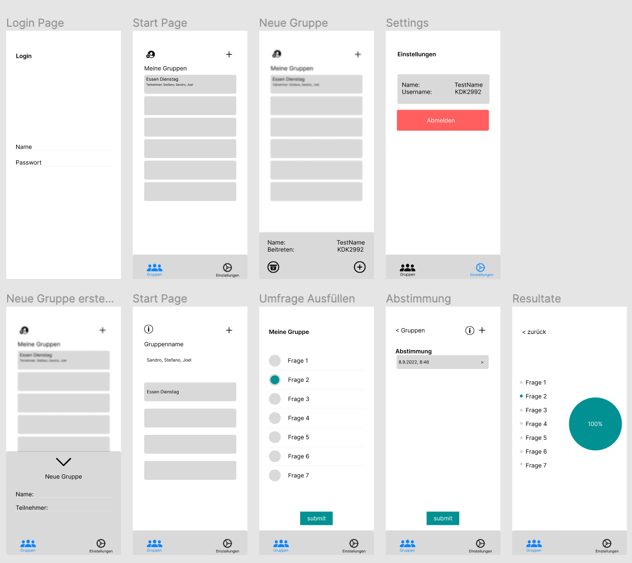 Login Page
Login
Name
Passwort
Start Page
Meine Gruppen
Essen Dienstag
Teilnehmer: Stefano, Sandro, Joel
Gruppen
Einstellungen
Neue Gruppe
Meine Gruppen
Essen Dienstag
Teilnehmer: Stefano, Sandro, Joel
Name: TestName
Beitreten: KDK2992
Settings
Einstellungen
Name: TestName
Username: KDK2992
Abmelden
Gruppen
Einstellungen
Neue Gruppe erste...
Meine Gruppen
Essen Dienstag
Teilnehmer: Stefano, Sandro, Joel
Neue Gruppe
Name:
Teilnehmer:
Gruppen
Einstellungen
Start Page
Gruppenname
Sandro, Stefano, Joel
Essen Dienstag
Gruppen
Einstellungen
Umfrage Ausfüllen
Meine Gruppe
Frage 1
Frage 2
Frage 3
Frage 4
Frage 5
Frage 6
Frage 7
submit
Gruppen
Einstellungen
Abstimmung
< Gruppen
Abstimmung
8.9.2022, 8:46
submit
Gruppen
Einstellungen
Resultate
< zurück
Frage 1
Frage 2
Frage 3
Frage 4
Frage 5
Frage 6
Frage 7
100%
Gruppen
Einstellungen